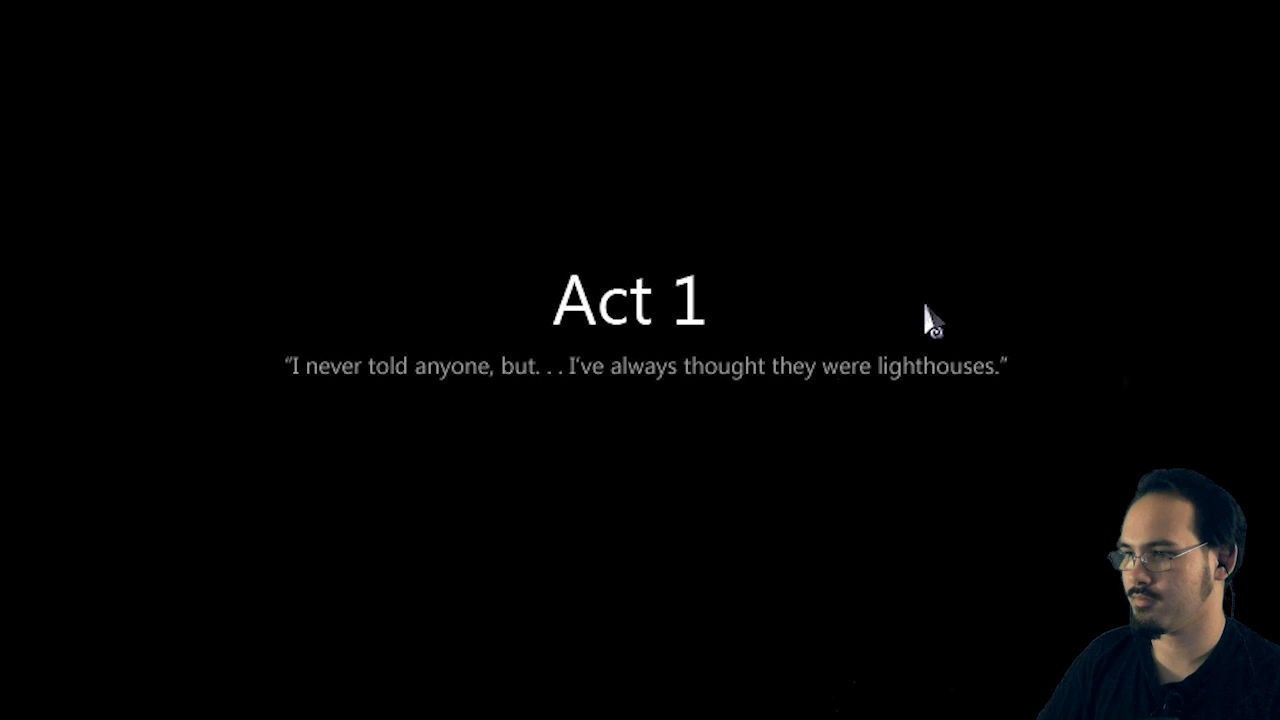 Act 1
“I never told anyone, but. . . I‘ve always thought they were lighthouses.”